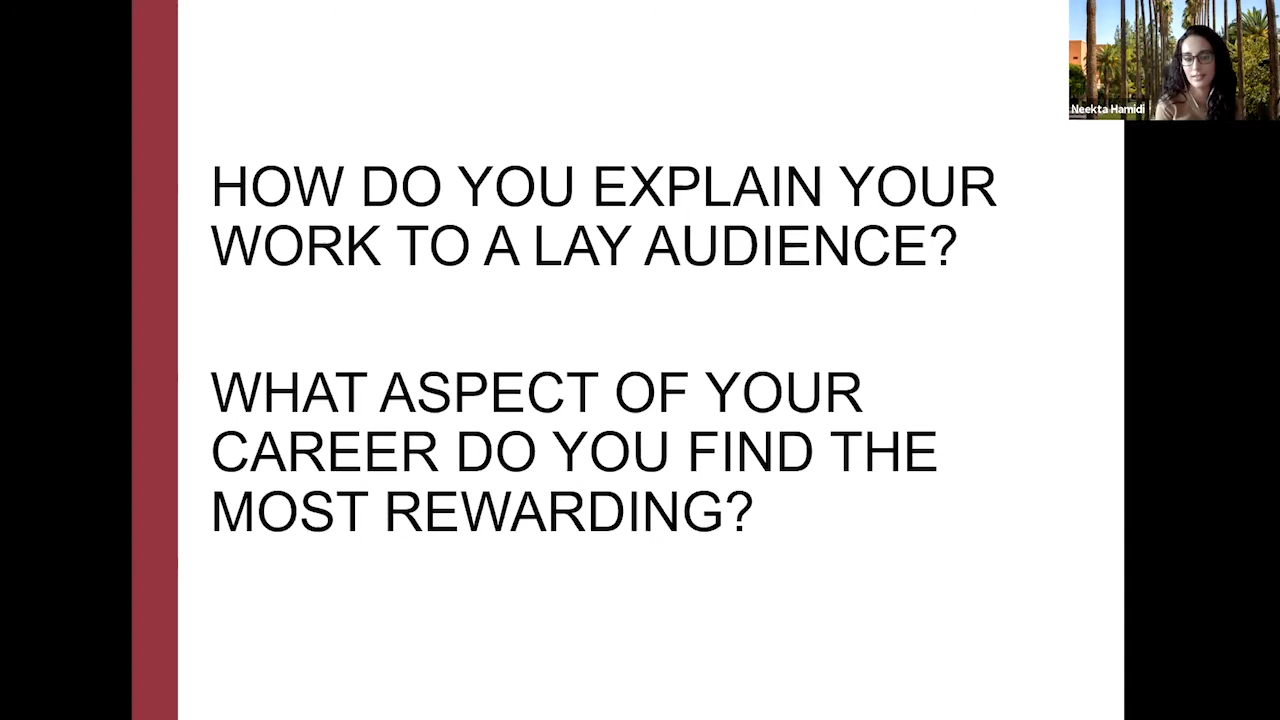 HOW DO YOU EXPLAIN YOUR
WORK TO A LAY AUDIENCE?
WHAT ASPECT OF YOUR
CAREER DO YOU FIND THE
MOST REWARDING?
Neekta Hamidi